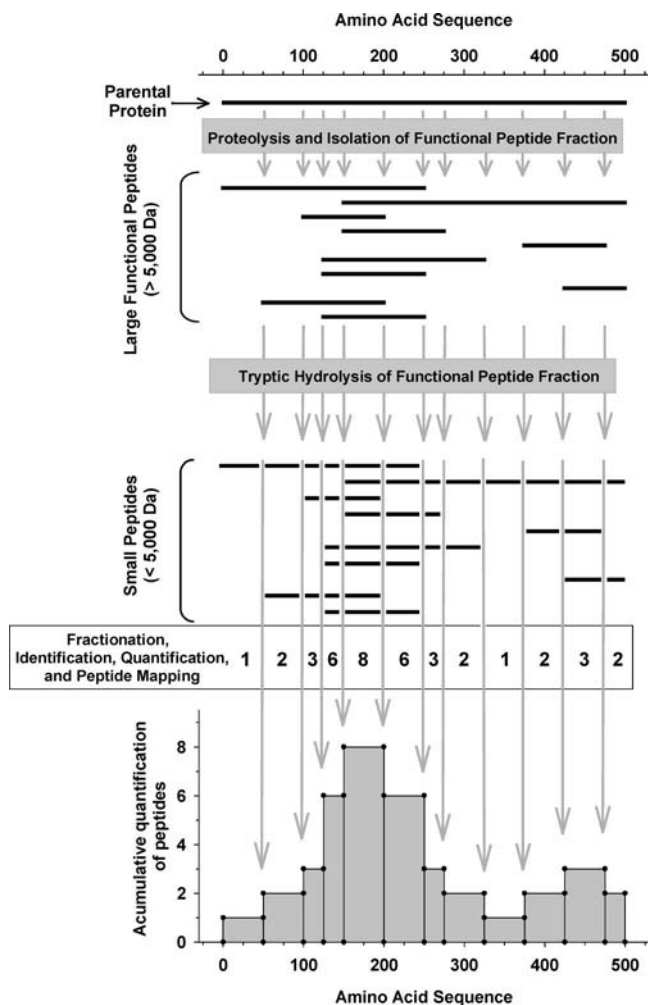 Amino Acid Sequence
0 100 200 300 400 500
Parental
Protein
Proteolysis and Isolation of Functional Peptide Fraction
Large Functional Peptides
(> 5,000 Da)
Tryptic Hydrolysis of Functional Peptide Fraction
Small Peptides
(< 5,000 Da)
Fractionation,
Identification, Quantification,
and Peptide Mapping
1 2 3 6 8 6 3 2 1 2 3 2
Acumulative quantification
of peptides
8
6
4
2
0
0 100 200 300 400 500
Amino Acid Sequence